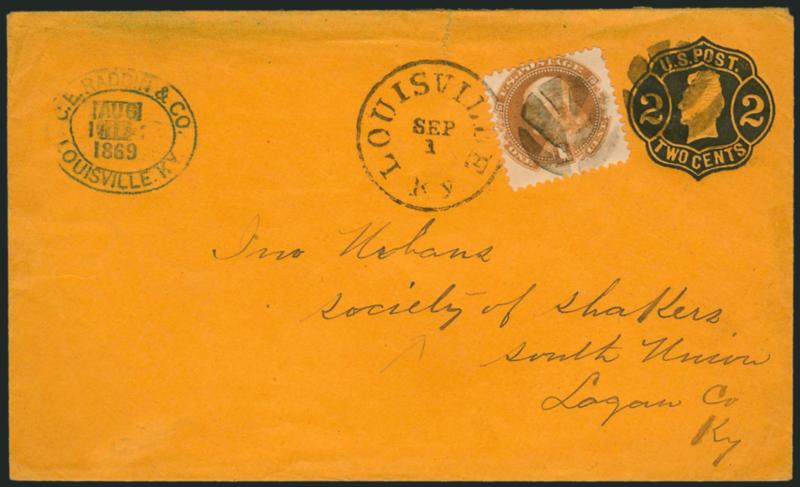 C.E. RADDIN & CO.
AUG
1869
LOUISVILLE. KY.
LOUISVILLE
SEP
1
Ky
U.S. POSTAGE
U.S. POST.
2 2
TWO CENTS
Jno Urbans
society of shakers
south Union
Logan Co
Ky